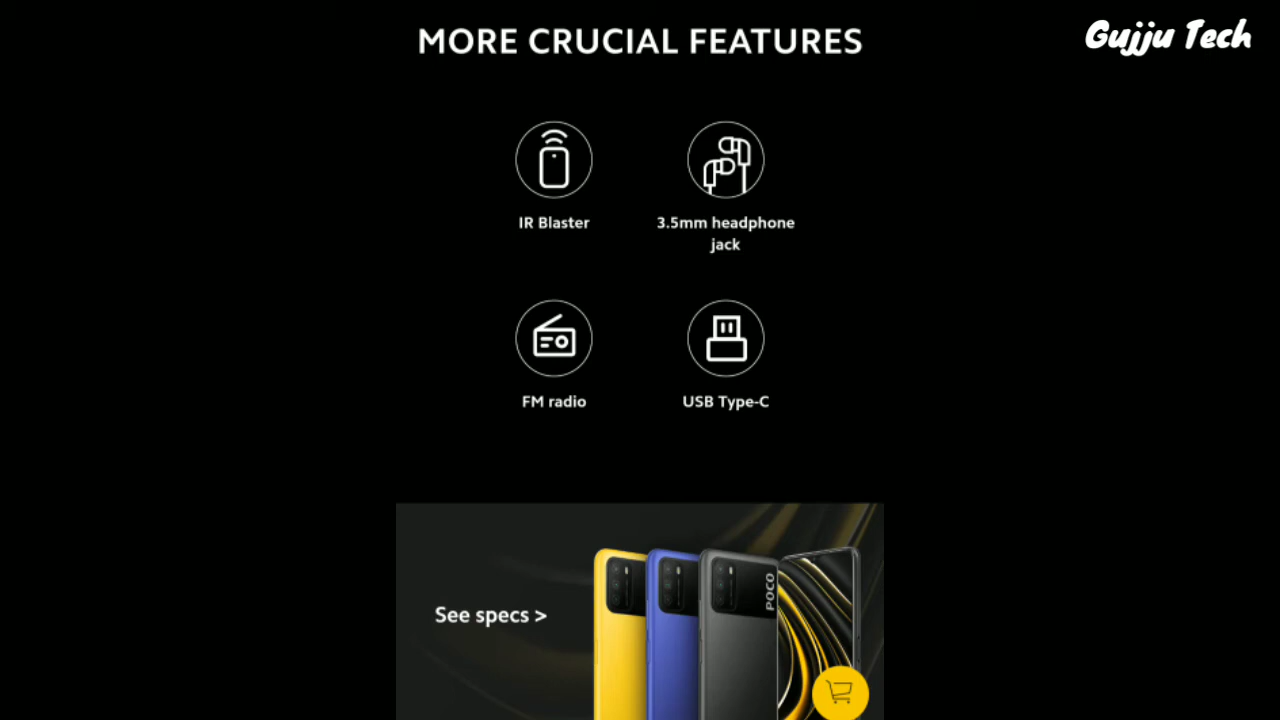 MORE CRUCIAL FEATURES
Gujju Tech
IR Blaster
3.5mm headphone
jack
FM radio
USB Type-C
See specs >
POCO